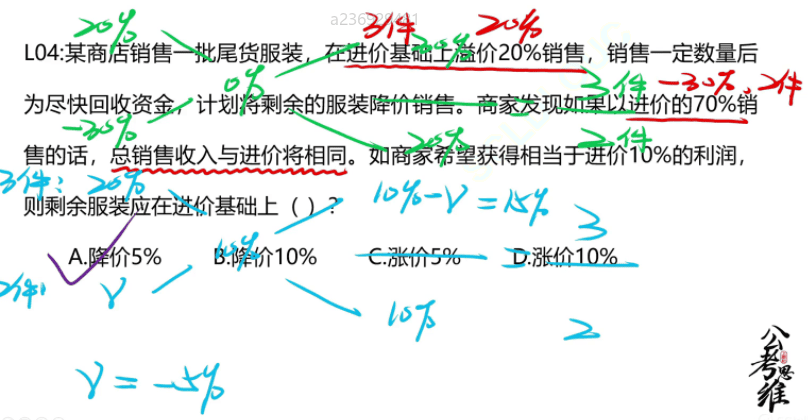 a236929461
20% 3件 20%
20%
L04:某商店销售一批尾货服装，在进价基础上溢价20%销售，销售一定数量后
0% 3件 -30%, 2件
为尽快回收资金，计划将剩余的服装降价销售。商家发现如果以进价的70%销
-30% 20% 2件
售的话，总销售收入与进价将相同。如商家希望获得相当于进价10%的利润，
3件: 20% 10%-r=15%
则剩余服装应在进价基础上（ ）？
10% 3
A.降价5% B.降价10% C.涨价5% D.涨价10%
2件: r
10% 2
r = -5%
公考思维